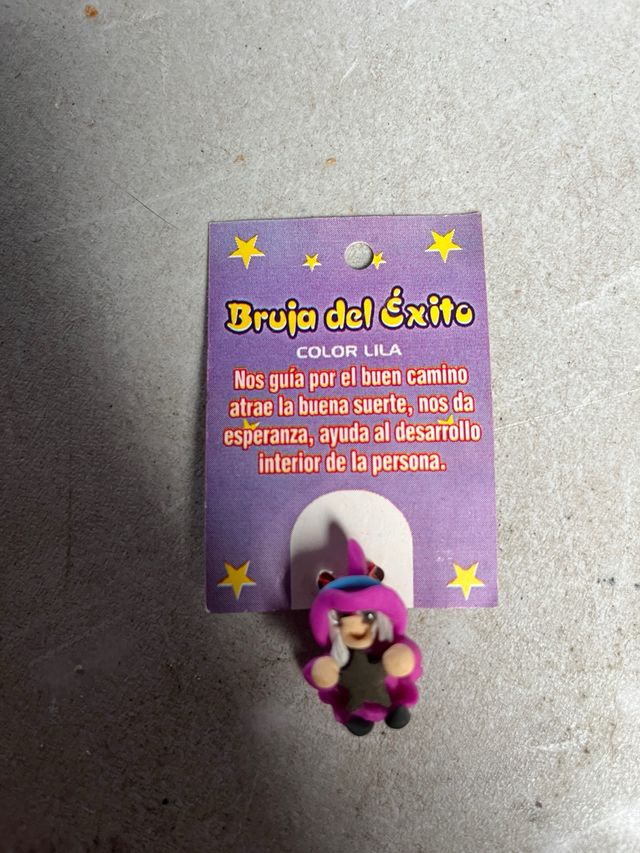 Bruja del Éxito
COLOR LILA
Nos guía por el buen camino
atrae la buena suerte, nos da
esperanza, ayuda al desarrollo
interior de la persona.